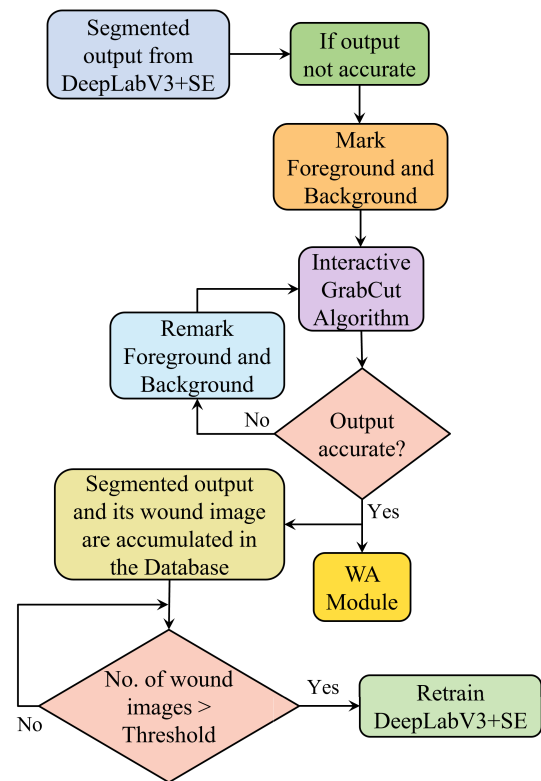 Segmented
output from
DeepLabV3+SE
If output
not accurate
Mark
Foreground and
Background
Interactive
GrabCut
Algorithm
Remark
Foreground and
Background
No
Output
accurate?
Yes
Segmented output
and its wound image
are accumulated in
the Database
WA
Module
No. of wound
images >
Threshold
No
Yes
Retrain
DeepLabV3+SE